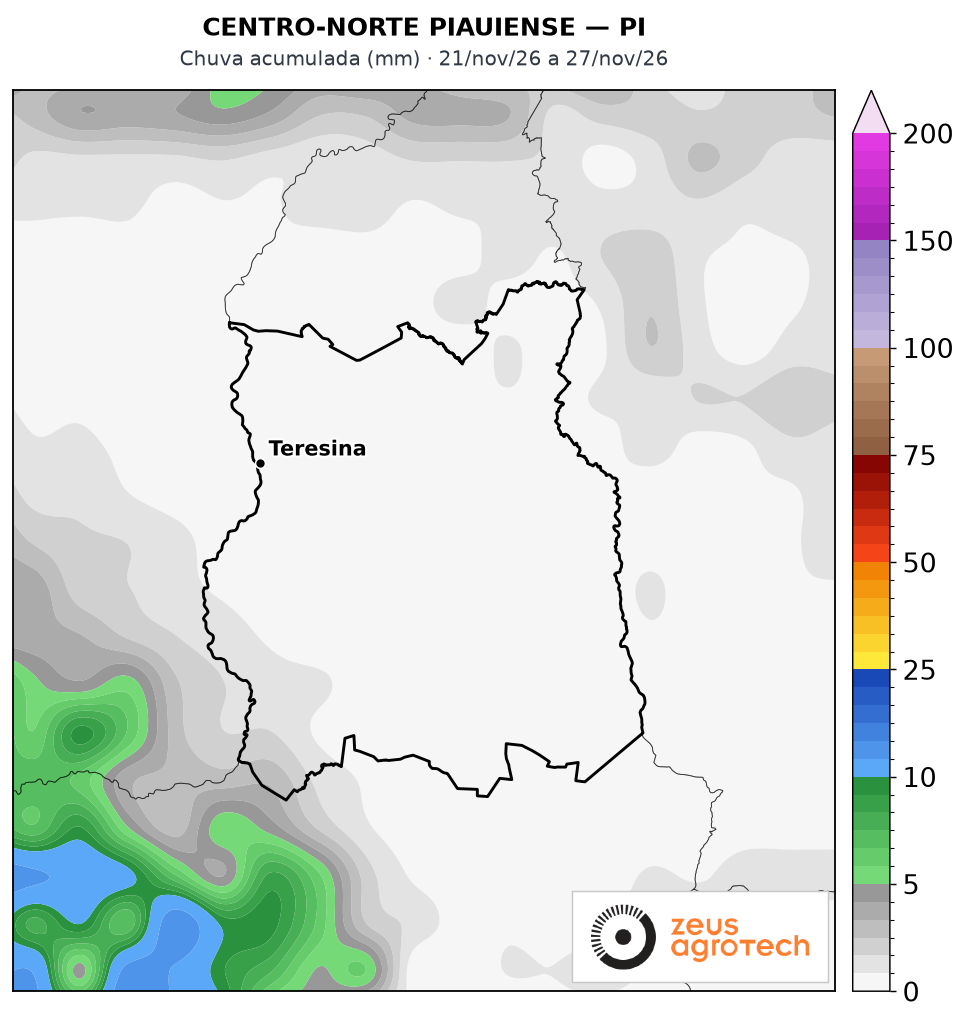 CENTRO-NORTE PIAUIENSE — PI
Chuva acumulada (mm) · 21/nov/26 a 27/nov/26
200
150
100
75
50
25
10
5
0
Teresina
zeus
agroTech